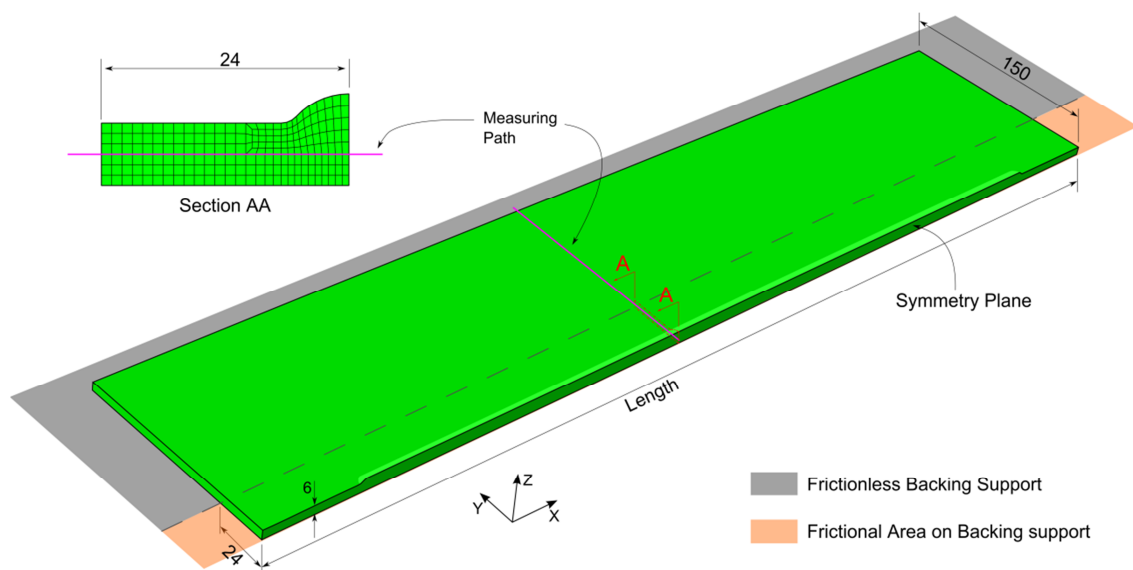 24
150
Measuring
Path
Section AA
A
A
Symmetry Plane
Length
6
Z
Y
X
24
Frictionless Backing Support
Frictional Area on Backing support